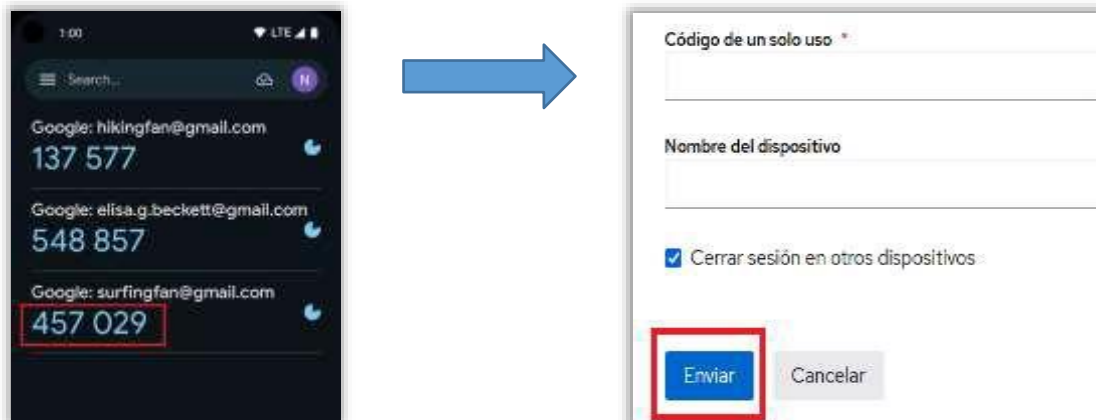 1:00 LTE
Search...
N
Google: hikingfan@gmail.com
137 577
Google: elisa.g.beckett@gmail.com
548 857
Google: surfingfan@gmail.com
457 029
Código de un solo uso *
Nombre del dispositivo
Cerrar sesión en otros dispositivos
Enviar Cancelar